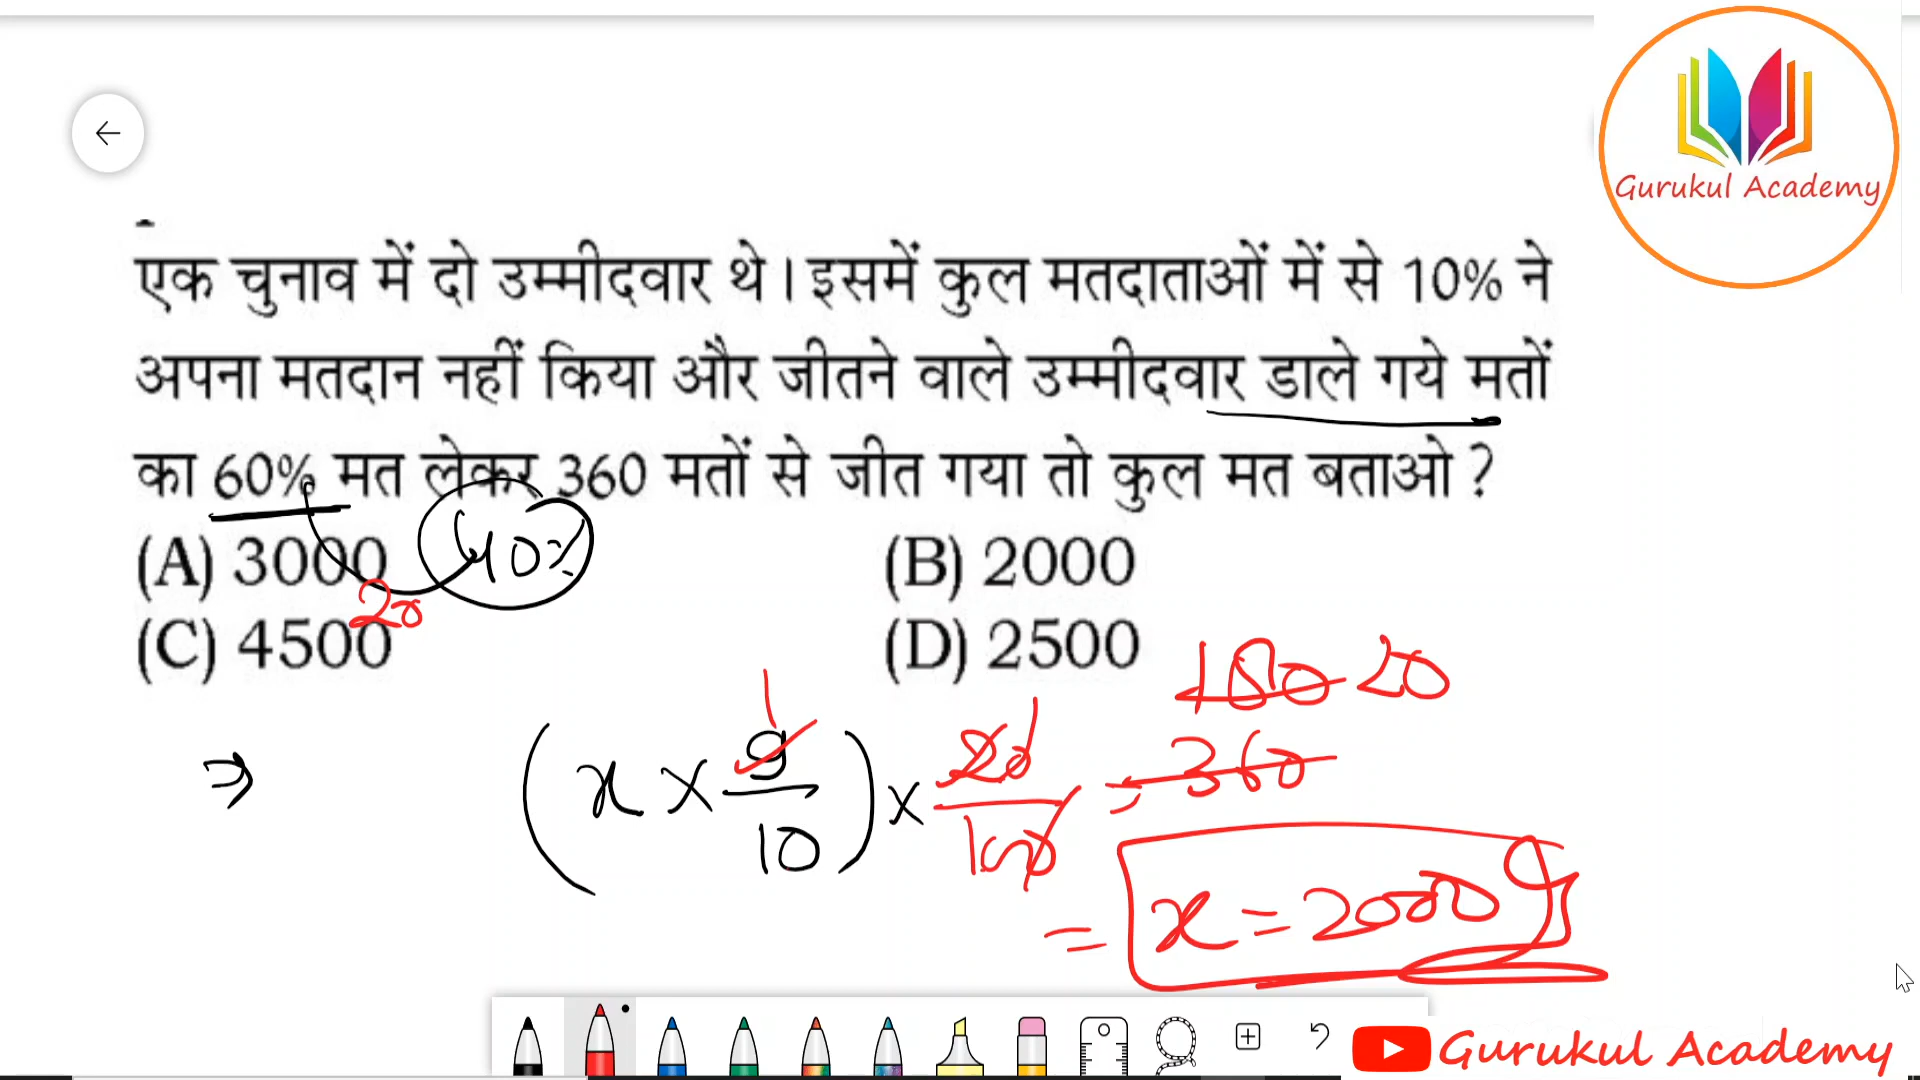 Gurukul Academy
एक चुनाव में दो उम्मीदवार थे। इसमें कुल मतदाताओं में से 10% ने
अपना मतदान नहीं किया और जीतने वाले उम्मीदवार डाले गये मतों
का 60% मत लेकर 360 मतों से जीत गया तो कुल मत बताओ ?
40%
(A) 3000 (B) 2000
20
(C) 4500 (D) 2500
180 20
1
⇒ (x × 9/10) × 20/100 = 360
= x = 2000
Gurukul Academy